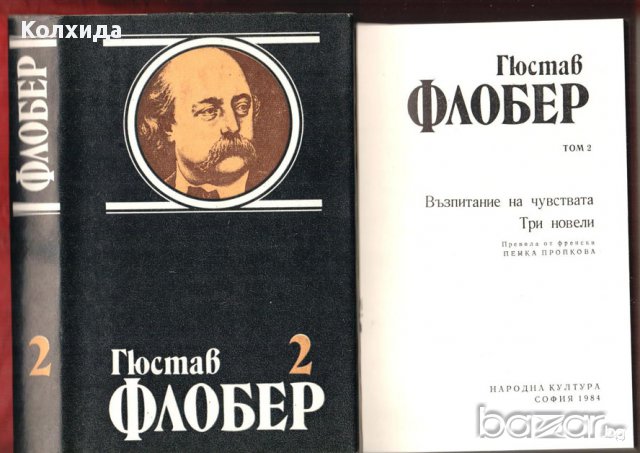 Колхида
ФЛОБЕР
2
2
Гюстав
ФЛОБЕР
Гюстав
ФЛОБЕР
ТОМ 2
Възпитание на чувствата
Три новели
Превела от френски
ПЕНКА ПРОПКОВА
НАРОДНА КУЛТУРА
СОФИЯ 1984
bazar.bg